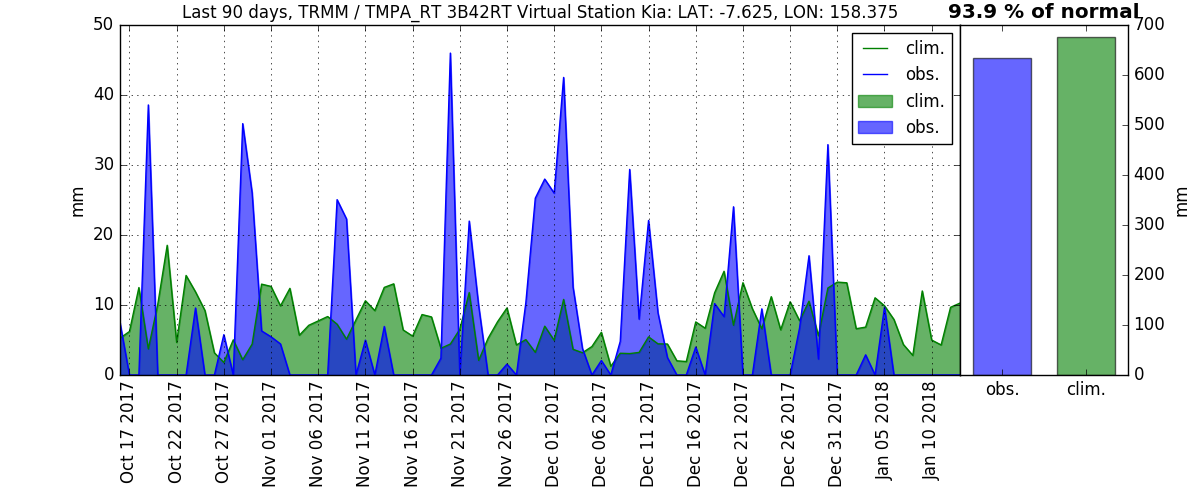 Last 90 days, TRMM / TMPA_RT 3B42RT Virtual Station Kia: LAT: -7.625, LON: 158.375
93.9 % of normal
50
40
30
20
10
0
mm
clim.
obs.
clim.
obs.
700
600
500
400
300
200
100
0
mm
obs.
clim.
Oct 17 2017
Oct 22 2017
Oct 27 2017
Nov 01 2017
Nov 06 2017
Nov 11 2017
Nov 16 2017
Nov 21 2017
Nov 26 2017
Dec 01 2017
Dec 06 2017
Dec 11 2017
Dec 16 2017
Dec 21 2017
Dec 26 2017
Dec 31 2017
Jan 05 2018
Jan 10 2018